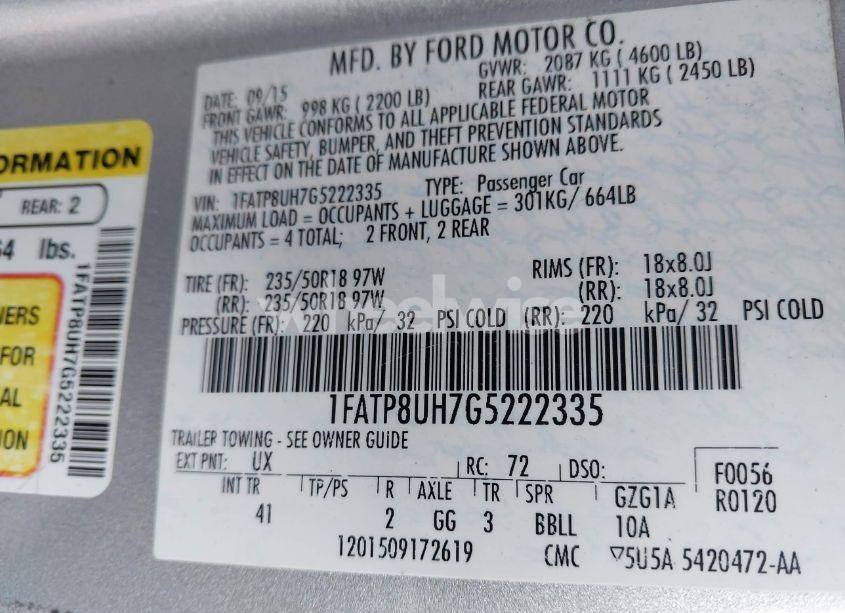 MFD. BY FORD MOTOR CO.
DATE: 09/15 GVWR: 2087 KG ( 4600 LB)
FRONT GAWR: 998 KG ( 2200 LB) REAR GAWR: 1111 KG ( 2450 LB)
THIS VEHICLE CONFORMS TO ALL APPLICABLE FEDERAL MOTOR
VEHICLE SAFETY, BUMPER, AND THEFT PREVENTION STANDARDS
IN EFFECT ON THE DATE OF MANUFACTURE SHOWN ABOVE.
VIN: 1FATP8UH7G5222335 TYPE: Passenger Car
MAXIMUM LOAD = OCCUPANTS + LUGGAGE = 301KG/ 664LB
OCCUPANTS = 4 TOTAL; 2 FRONT, 2 REAR
TIRE (FR): 235/50R18 97W RIMS (FR): 18x8.0J
(RR): 235/50R18 97W (RR): 18x8.0J
PRESSURE (FR): 220 kPa/ 32 PSI COLD (RR): 220 kPa/ 32 PSI COLD
1FATP8UH7G5222335
TRAILER TOWING - SEE OWNER GUIDE
EXT PNT: UX RC: 72 DSO: F0056
INT TR TP/PS R AXLE TR SPR GZG1A R0120
41 2 GG 3 BBLL 10A
1201509172619 CMC ▽5U5A 5420472-AA
ORMATION
REAR: 2
64 lbs.
NERS
FOR
AL
ION
1FATP8UH7G5222335